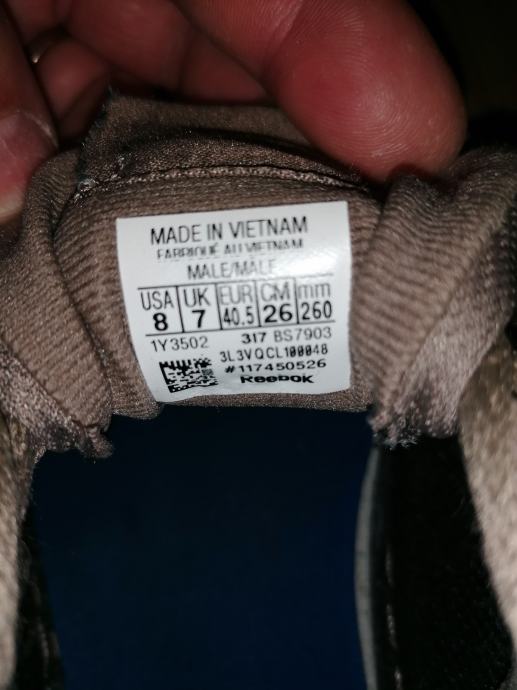 MADE IN VIETNAM
FABRIQUÉ AU VIETNAM
MALE/MÂLE
USA UK EUR CM mm
8 7 40.5 26 260
1Y3502 317 BS7903
3L3VQCL100048
#117450526
Reebok